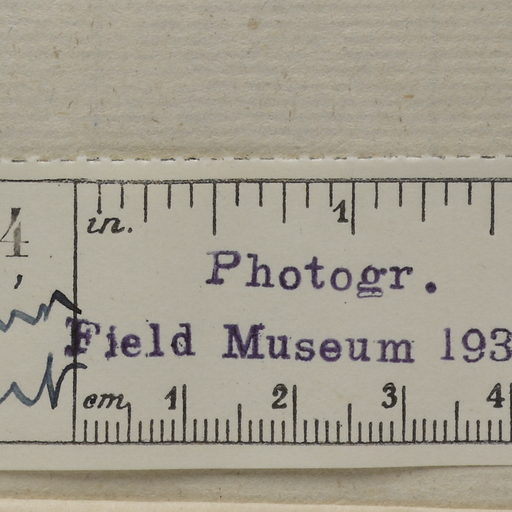 4
in. 1
Photogr.
Field Museum 193
cm 1 2 3 4